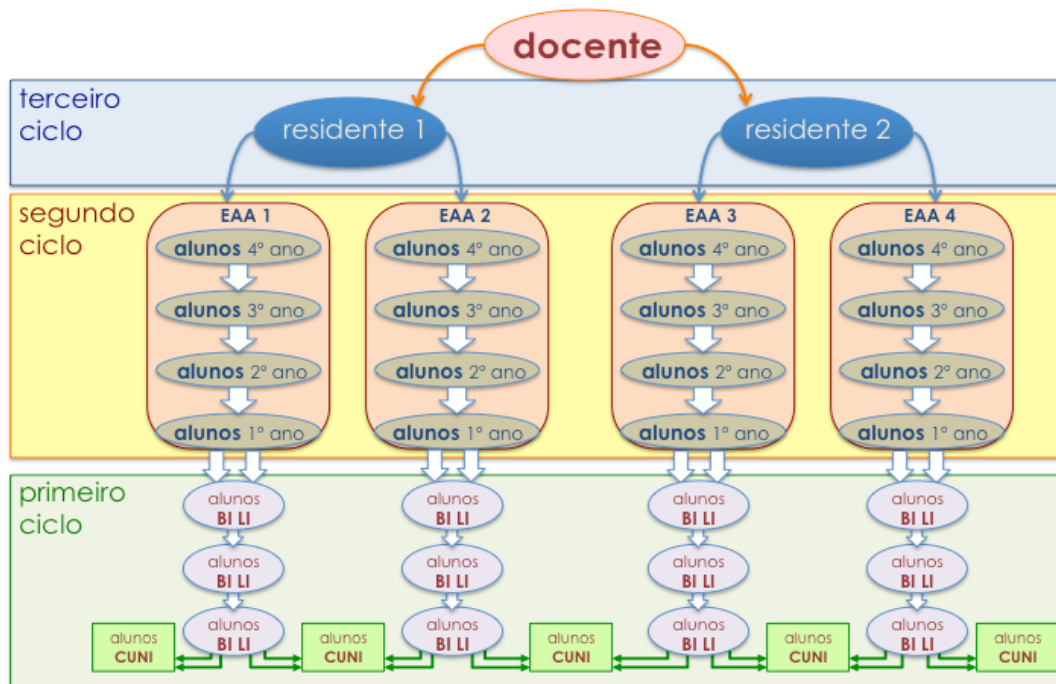 docente
terceiro
ciclo
residente 1
residente 2
segundo
ciclo
EAA 1
EAA 2
EAA 3
EAA 4
alunos 4º ano
alunos 4º ano
alunos 4º ano
alunos 4º ano
alunos 3º ano
alunos 3º ano
alunos 3º ano
alunos 3º ano
alunos 2º ano
alunos 2º ano
alunos 2º ano
alunos 2º ano
alunos 1º ano
alunos 1º ano
alunos 1º ano
alunos 1º ano
primeiro
ciclo
alunos
BI LI
alunos
BI LI
alunos
BI LI
alunos
BI LI
alunos
BI LI
alunos
BI LI
alunos
BI LI
alunos
BI LI
alunos
CUNI
alunos
BI LI
alunos
CUNI
alunos
BI LI
alunos
CUNI
alunos
BI LI
alunos
CUNI
alunos
BI LI
alunos
CUNI